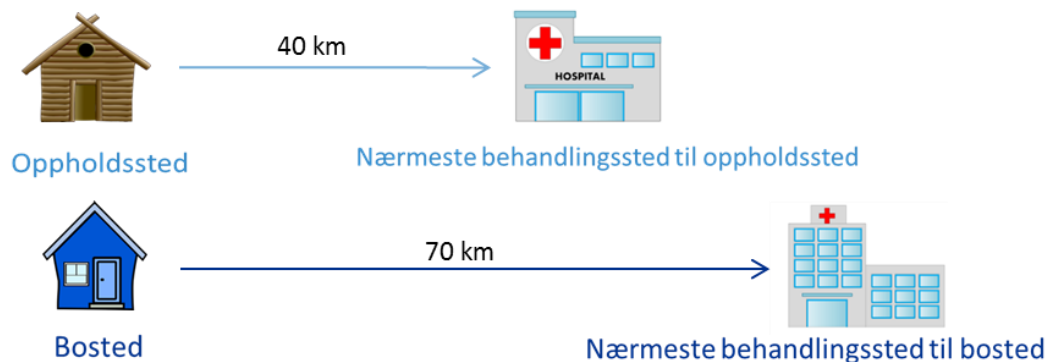 40 km
HOSPITAL
Oppholdssted
Nærmeste behandlingssted til oppholdssted
70 km
Bosted
Nærmeste behandlingssted til bosted